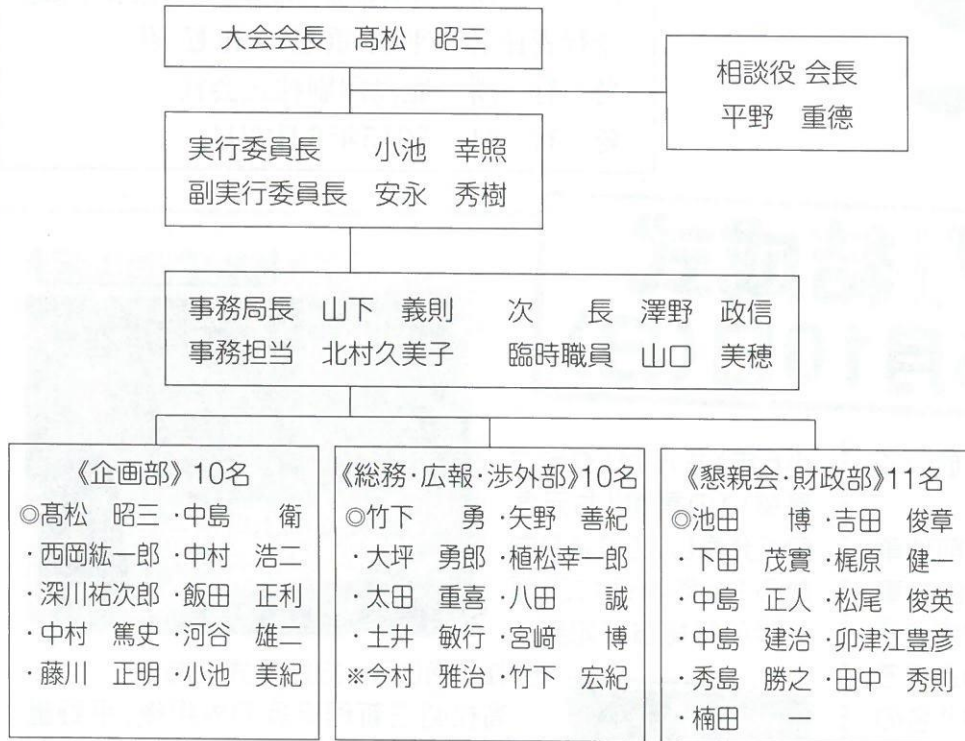 大会会長 髙松 昭三
相談役 会長
平野 重德
実行委員長 小池 幸照
副実行委員長 安永 秀樹
事務局長 山下 義則 次 長 澤野 政信
事務担当 北村久美子 臨時職員 山口 美穂
《企画部》10名
◎髙松 昭三 ・中島 衛
・西岡紘一郎 ・中村 浩二
・深川祐次郎 ・飯田 正利
・中村 篤史 ・河谷 雄二
・藤川 正明 ・小池 美紀
《総務・広報・渉外部》10名
◎竹下 勇 ・矢野 善紀
・大坪 勇郎 ・植松幸一郎
・太田 重喜 ・八田 誠
・土井 敏行 ・宮﨑 博
※今村 雅治 ・竹下 宏紀
《懇親会・財政部》11名
◎池田 博 ・吉田 俊章
・下田 茂實 ・梶原 健一
・中島 正人 ・松尾 俊英
・中島 建治 ・卯津江豊彦
・秀島 勝之 ・田中 秀則
・楠田 一